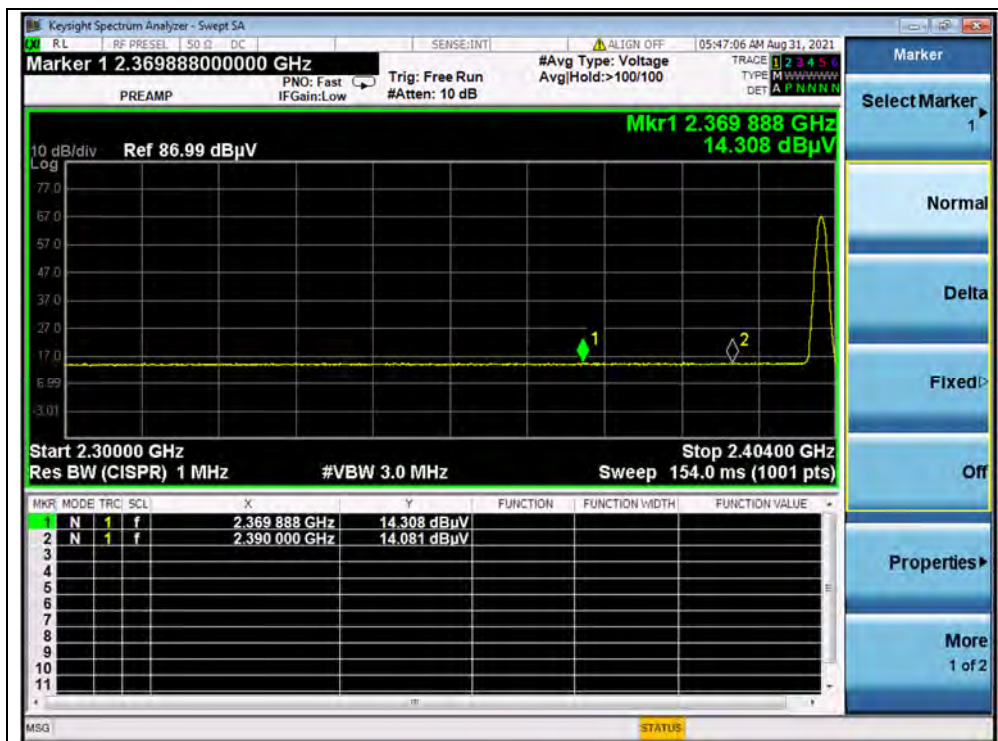 Keysight Spectrum Analyzer - Swept SA
RL RF PRESEL 50 Ω DC SENSE:INT ALIGN OFF 05:47:06 AM Aug 31, 2021
Marker 1 2.369888000000 GHz #Avg Type: Voltage TRACE 1 2 3 4 5 6
PNO: Fast Trig: Free Run Avg|Hold:>100/100 TYPE M WWWWW
PREAMP IFGain:Low #Atten: 10 dB DET A P N N N N
Mkr1 2.369 888 GHz
14.308 dBµV
10 dB/div Ref 86.99 dBµV
Log
77.0
67.0
57.0
47.0
37.0
27.0
17.0
6.99
-3.01
1
2
Start 2.30000 GHz Stop 2.40400 GHz
Res BW (CISPR) 1 MHz #VBW 3.0 MHz Sweep 154.0 ms (1001 pts)
MKR MODE TRC SCL X Y FUNCTION FUNCTION WIDTH FUNCTION VALUE
1 N 1 f 2.369 888 GHz 14.308 dBµV
2 N 1 f 2.390 000 GHz 14.081 dBµV
3
4
5
6
7
8
9
10
11
MSG STATUS
Marker
Select Marker
1
Normal
Delta
Fixed
Off
Properties
More
1 of 2